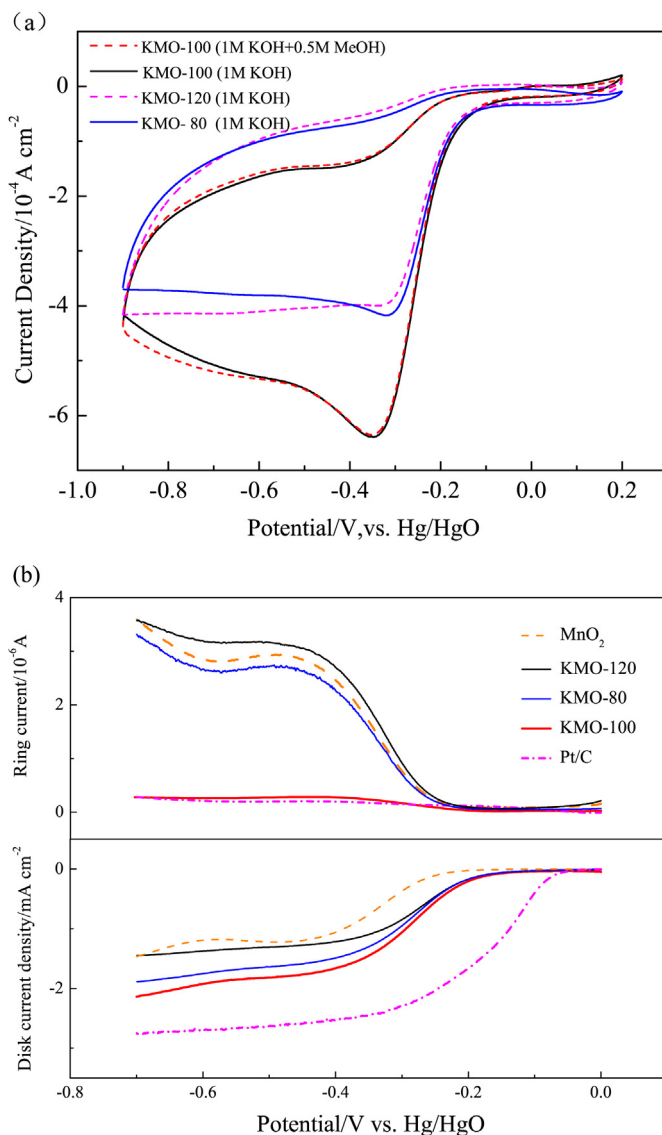 (a)
KMO-100 (1M KOH+0.5M MeOH)
KMO-100 (1M KOH)
KMO-120 (1M KOH)
KMO- 80 (1M KOH)
0
-2
-4
-6
Current Density/10⁻⁴A cm⁻²
-1.0 -0.8 -0.6 -0.4 -0.2 0.0 0.2
Potential/V,vs. Hg/HgO
(b)
4
2
0
Ring current/10⁻⁶A
MnO₂
KMO-120
KMO-80
KMO-100
Pt/C
0
-2
Disk current density/mA cm⁻²
-0.8 -0.6 -0.4 -0.2 0.0
Potential/V vs. Hg/HgO